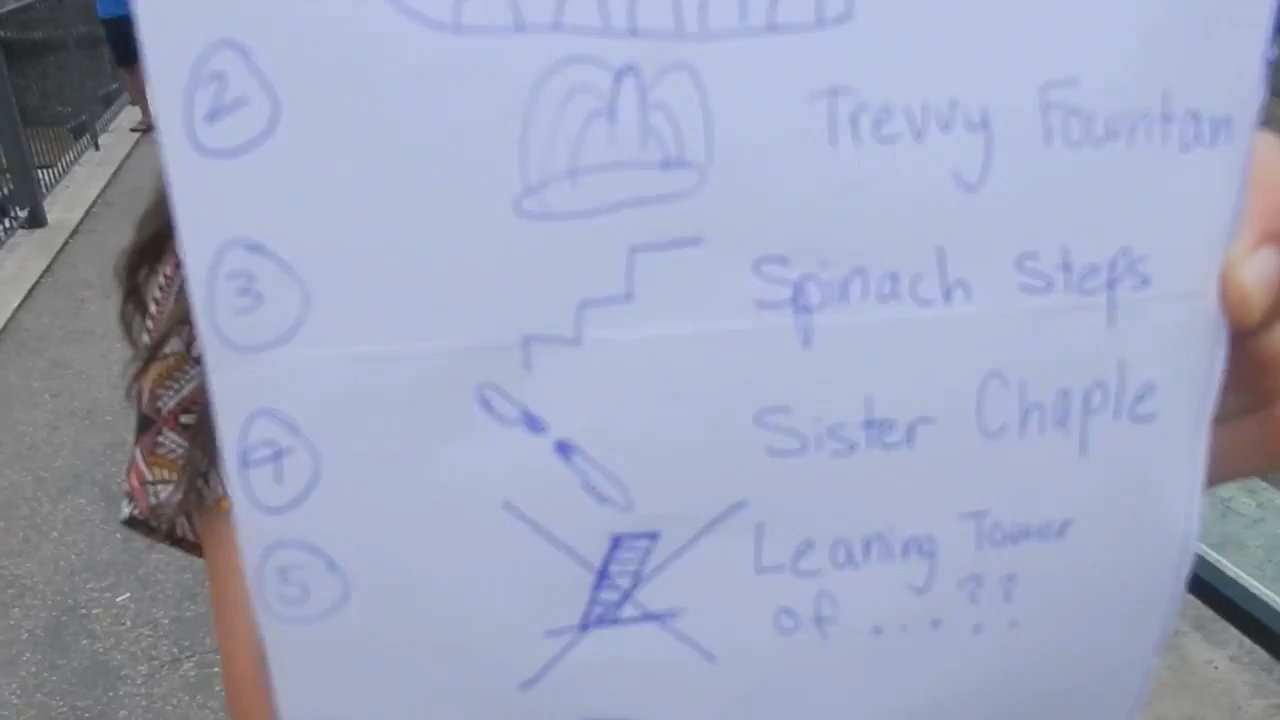 2 Trevvy Fountan
3 Spinach Steps
4 Sister Chaple
5 Leaning Tower
of ....??